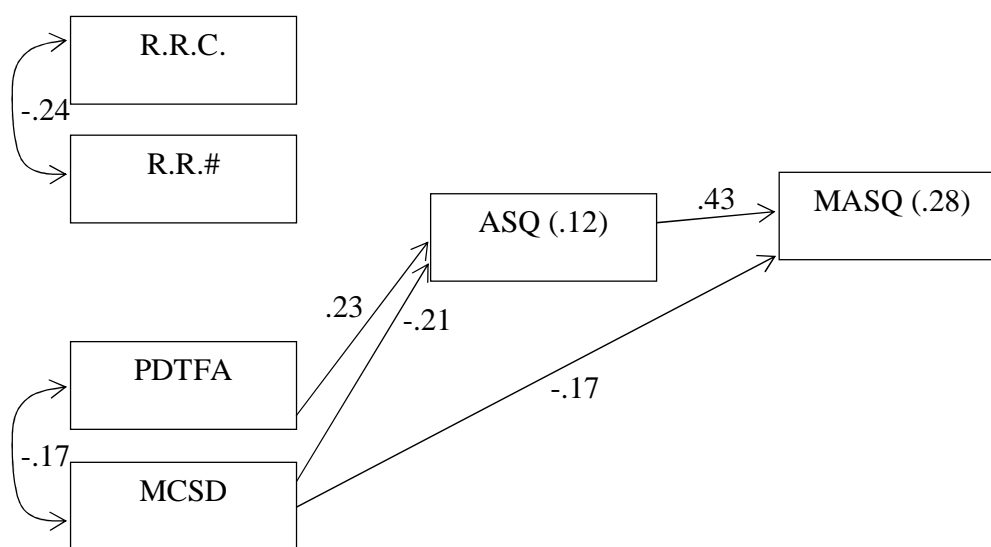 R.R.C.
-.24
R.R.#
ASQ (.12)
.43
MASQ (.28)
.23
-.21
PDTFA
-.17
-.17
MCSD